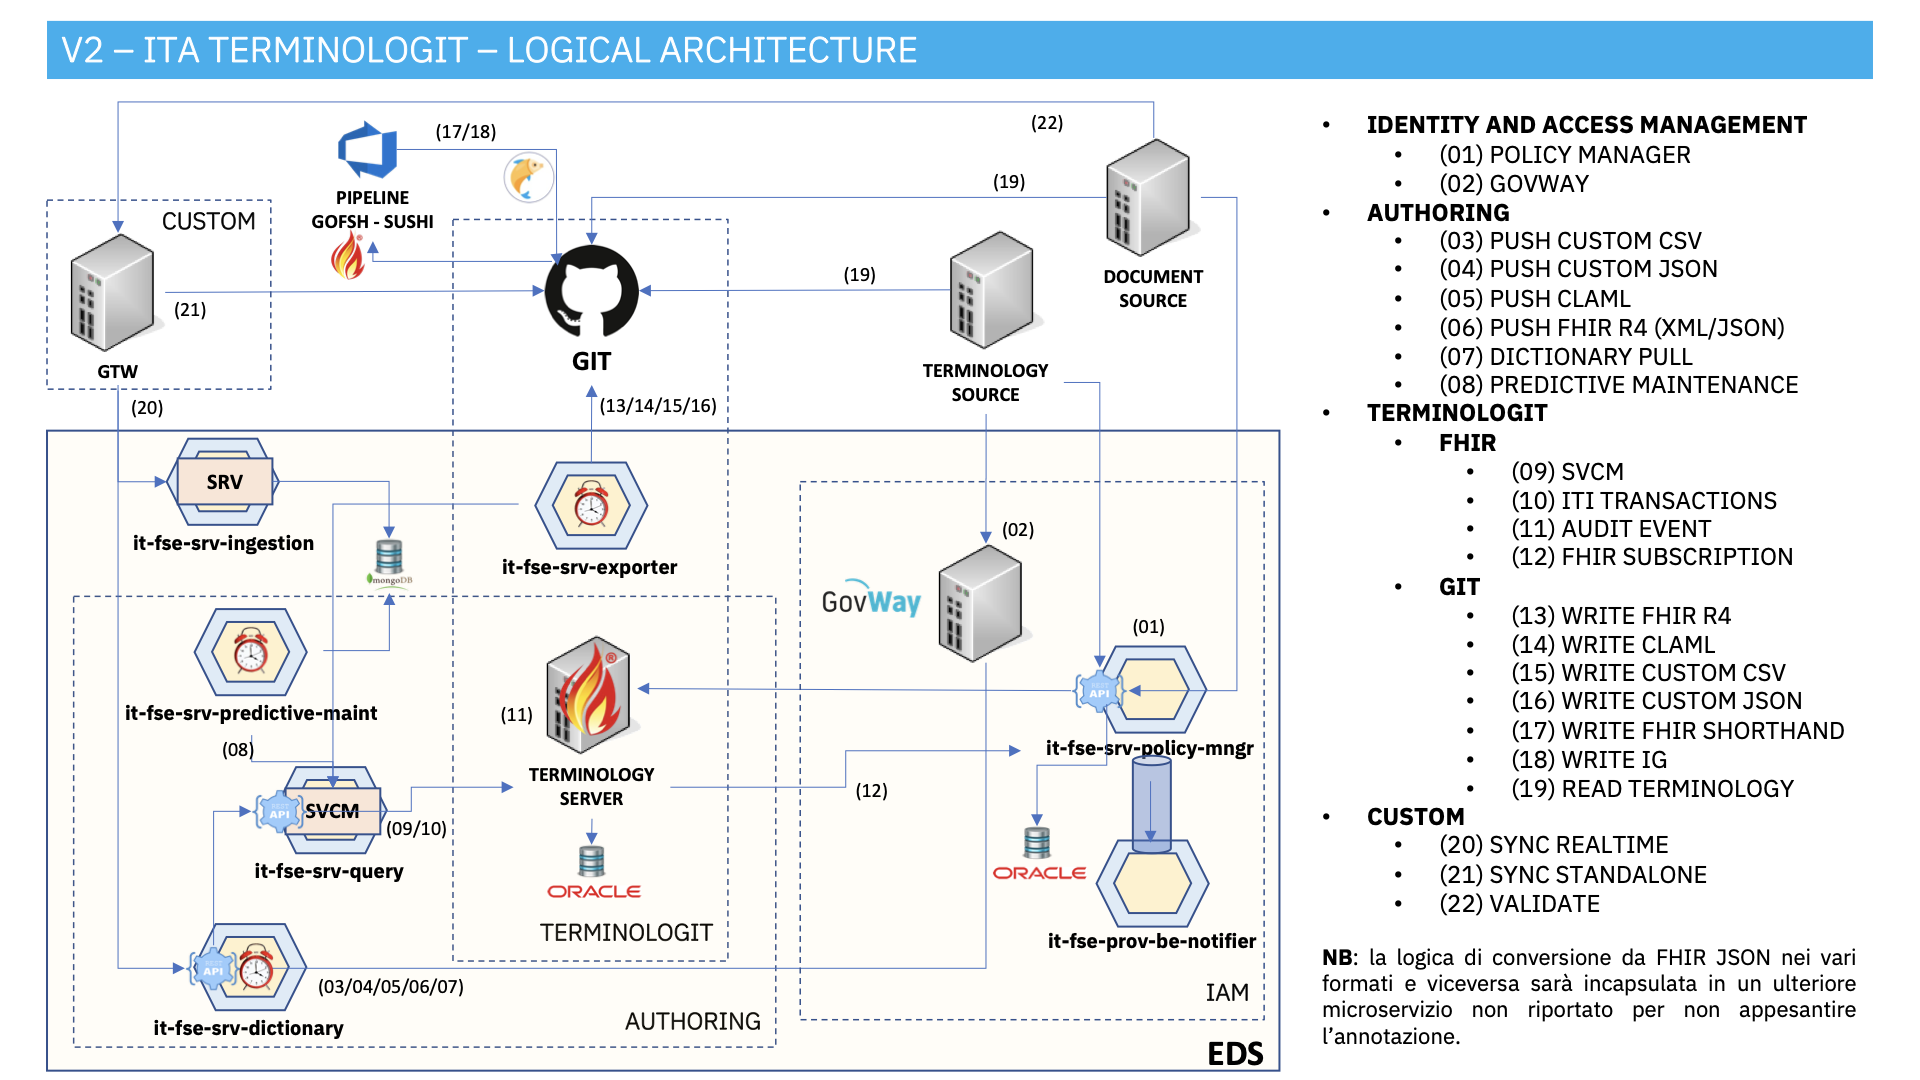 V2 – ITA TERMINOLOGIT – LOGICAL ARCHITECTURE
(22)
(17/18)
PIPELINE
GOFSH - SUSHI
(19)
CUSTOM
DOCUMENT
SOURCE
(19)
(21)
GTW
GIT
TERMINOLOGY
SOURCE
(20)
(13/14/15/16)
SRV
it-fse-srv-ingestion
mongoDB
it-fse-srv-exporter
(02)
GovWay
(01)
it-fse-srv-predictive-maint
(11)
REST
API
it-fse-srv-policy-mngr
(08)
TERMINOLOGY
SERVER
(12)
REST
API
SVCM
(09/10)
it-fse-srv-query
ORACLE
ORACLE
TERMINOLOGIT
it-fse-prov-be-notifier
REST
API
(03/04/05/06/07)
it-fse-srv-dictionary
AUTHORING
IAM
EDS
• IDENTITY AND ACCESS MANAGEMENT
• (01) POLICY MANAGER
• (02) GOVWAY
• AUTHORING
• (03) PUSH CUSTOM CSV
• (04) PUSH CUSTOM JSON
• (05) PUSH CLAML
• (06) PUSH FHIR R4 (XML/JSON)
• (07) DICTIONARY PULL
• (08) PREDICTIVE MAINTENANCE
• TERMINOLOGIT
• FHIR
• (09) SVCM
• (10) ITI TRANSACTIONS
• (11) AUDIT EVENT
• (12) FHIR SUBSCRIPTION
• GIT
• (13) WRITE FHIR R4
• (14) WRITE CLAML
• (15) WRITE CUSTOM CSV
• (16) WRITE CUSTOM JSON
• (17) WRITE FHIR SHORTHAND
• (18) WRITE IG
• (19) READ TERMINOLOGY
• CUSTOM
• (20) SYNC REALTIME
• (21) SYNC STANDALONE
• (22) VALIDATE
NB: la logica di conversione da FHIR JSON nei vari
formati e viceversa sarà incapsulata in un ulteriore
microservizio non riportato per non appesantire
l’annotazione.